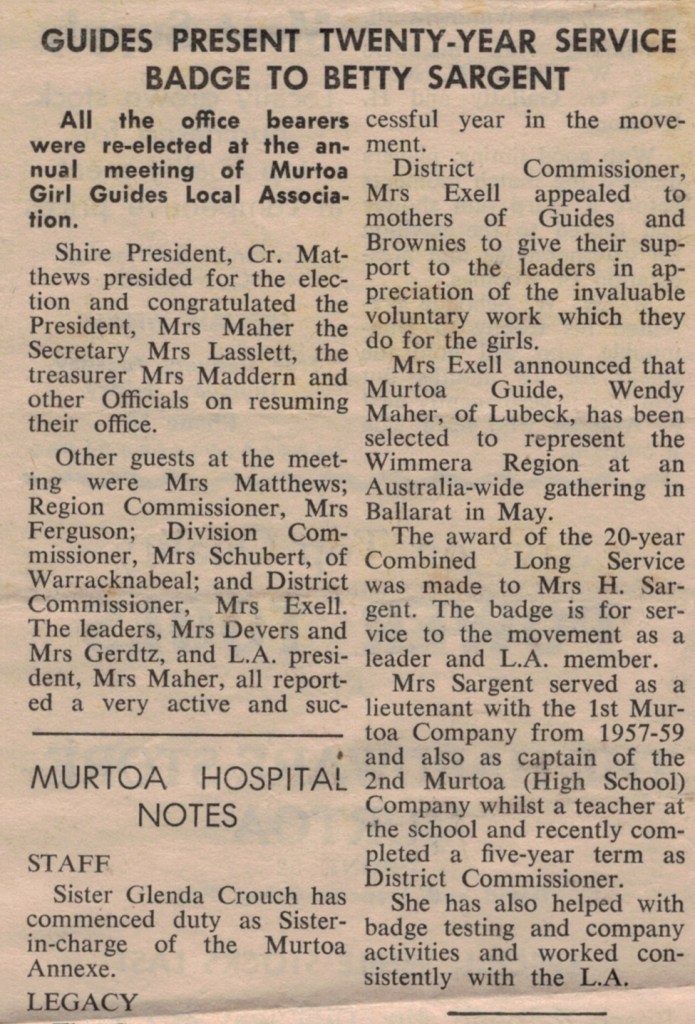 GUIDES PRESENT TWENTY-YEAR SERVICE
BADGE TO BETTY SARGENT
All the office bearers
were re-elected at the an-
nual meeting of Murtoa
Girl Guides Local Associa-
tion.
Shire President, Cr. Mat-
thews presided for the elec-
tion and congratulated the
President, Mrs Maher the
Secretary Mrs Lasslett, the
treasurer Mrs Maddern and
other Officials on resuming
their office.
Other guests at the meet-
ing were Mrs Matthews;
Region Commissioner, Mrs
Ferguson; Division Com-
missioner, Mrs Schubert, of
Warracknabeal; and District
Commissioner, Mrs Exell.
The leaders, Mrs Devers and
Mrs Gerdtz, and L.A. presi-
dent, Mrs Maher, all report-
ed a very active and suc-
cessful year in the move-
ment.
District Commissioner,
Mrs Exell appealed to
mothers of Guides and
Brownies to give their sup-
port to the leaders in ap-
preciation of the invaluable
voluntary work which they
do for the girls.
Mrs Exell announced that
Murtoa Guide, Wendy
Maher, of Lubeck, has been
selected to represent the
Wimmera Region at an
Australia-wide gathering in
Ballarat in May.
The award of the 20-year
Combined Long Service
was made to Mrs H. Sar-
gent. The badge is for ser-
vice to the movement as a
leader and L.A. member.
Mrs Sargent served as a
lieutenant with the 1st Mur-
toa Company from 1957-59
and also as captain of the
2nd Murtoa (High School)
Company whilst a teacher at
the school and recently com-
pleted a five-year term as
District Commissioner.
She has also helped with
badge testing and company
activities and worked con-
sistently with the L.A.
MURTOA HOSPITAL
NOTES
STAFF
Sister Glenda Crouch has
commenced duty as Sister-
in-charge of the Murtoa
Annexe.
LEGACY